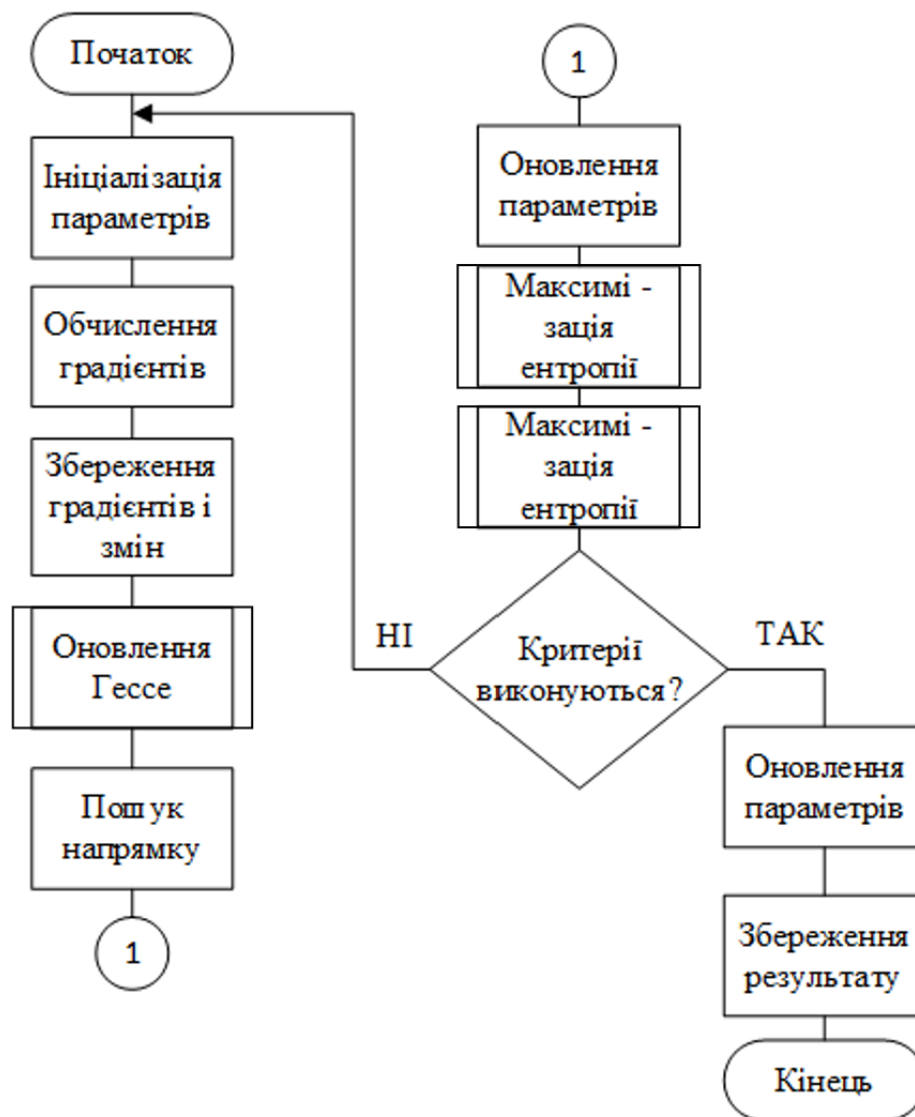 Початок
Ініціалізація
параметрів
Обчислення
градієнтів
Збереження
градієнтів і
змін
Оновлення
Гессе
Пошук
напрямку
1
1
Оновлення
параметрів
Максимі -
зація
ентропії
Максимі -
зація
ентропії
Критерії
виконуються?
НІ
ТАК
Оновлення
параметрів
Збереження
результату
Кінець